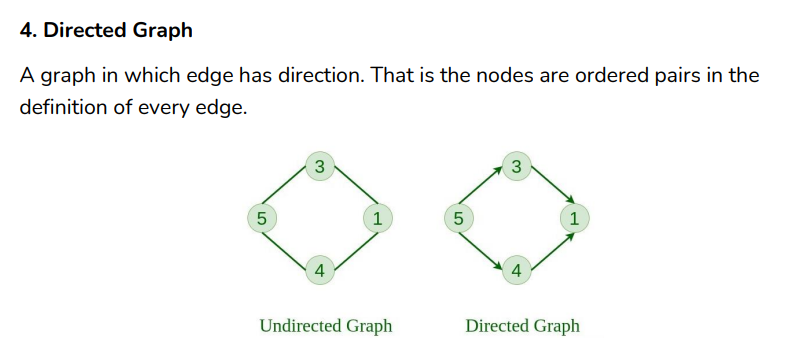 4. Directed Graph
A graph in which edge has direction. That is the nodes are ordered pairs in the
definition of every edge.
3
3
5
1
5
1
4
4
Undirected Graph
Directed Graph